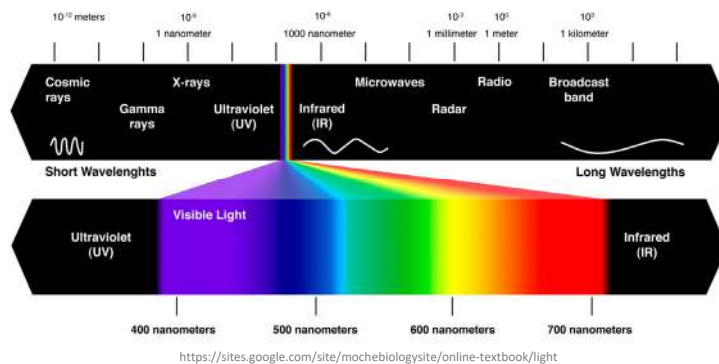 10⁻¹² meters 10⁻⁹ 10⁻⁶ 10⁻³ 10⁰ 10³
1 nanometer 1000 nanometer 1 millimeter 1 meter 1 kilometer
Cosmic rays
X-rays
Microwaves
Radio
Broadcast band
Gamma rays
Ultraviolet (UV)
Infrared (IR)
Radar
Short Wavelenghts
Long Wavelengths
Visible Light
Ultraviolet (UV)
Infrared (IR)
400 nanometers 500 nanometers 600 nanometers 700 nanometers
https://sites.google.com/site/mochebiologysite/online-textbook/light